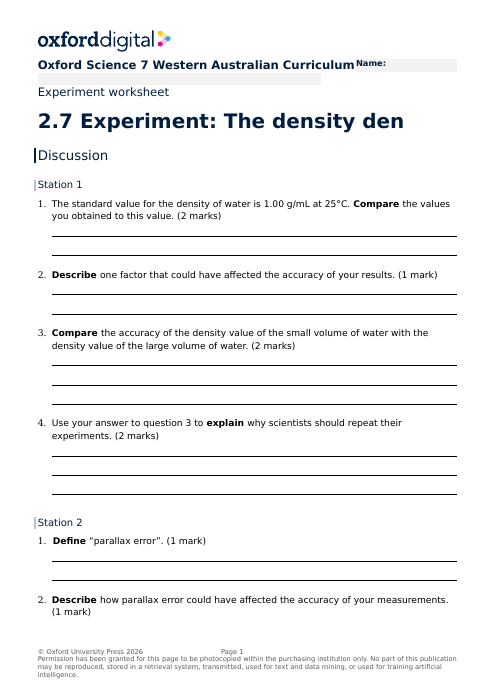 oxforddigital
Oxford Science 7 Western Australian Curriculum Name:
Experiment worksheet
2.7 Experiment: The density den
Discussion
Station 1
1. The standard value for the density of water is 1.00 g/mL at 25°C. Compare the values
you obtained to this value. (2 marks)
2. Describe one factor that could have affected the accuracy of your results. (1 mark)
3. Compare the accuracy of the density value of the small volume of water with the
density value of the large volume of water. (2 marks)
4. Use your answer to question 3 to explain why scientists should repeat their
experiments. (2 marks)
Station 2
1. Define “parallax error”. (1 mark)
2. Describe how parallax error could have affected the accuracy of your measurements.
(1 mark)
© Oxford University Press 2026 Page 1
Permission has been granted for this page to be photocopied within the purchasing institution only. No part of this publication
may be reproduced, stored in a retrieval system, transmitted, used for text and data mining, or used for training artificial
intelligence.